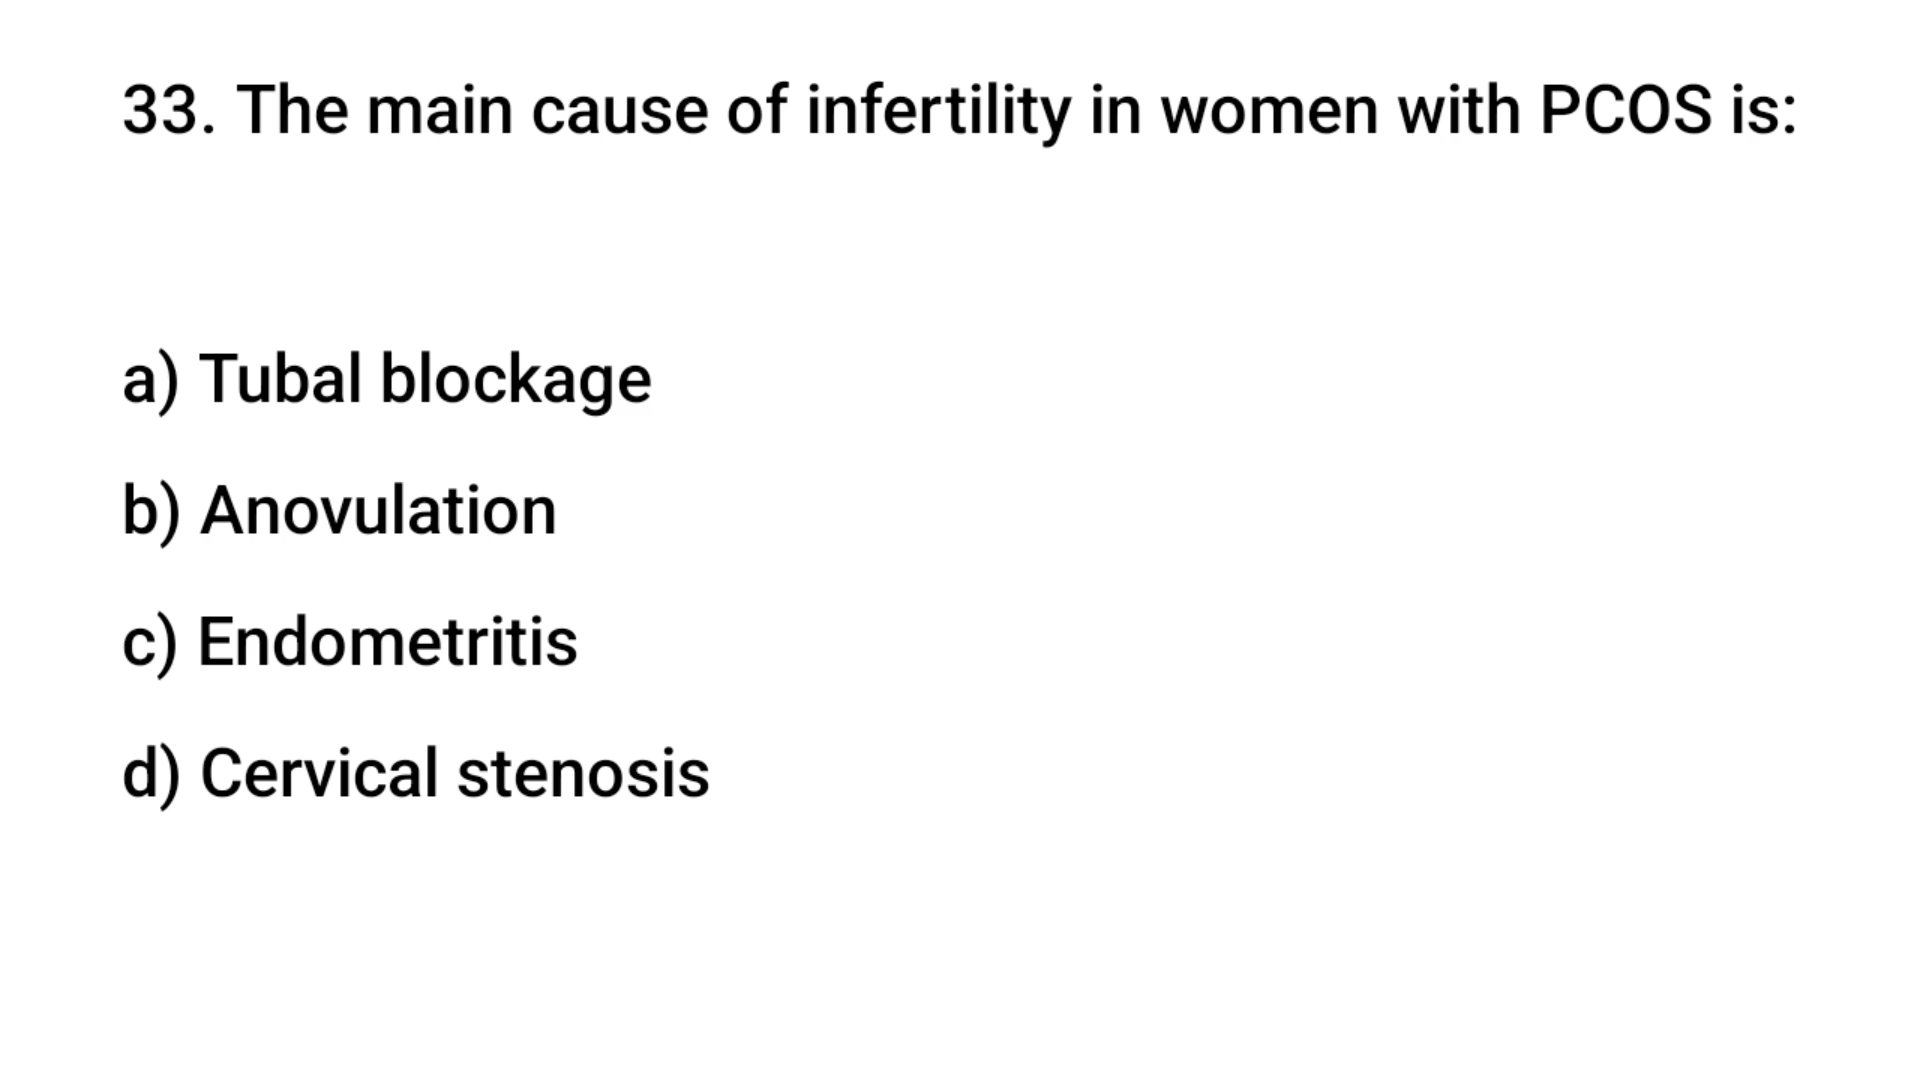 33. The main cause of infertility in women with PCOS is:
a) Tubal blockage
b) Anovulation
c) Endometritis
d) Cervical stenosis